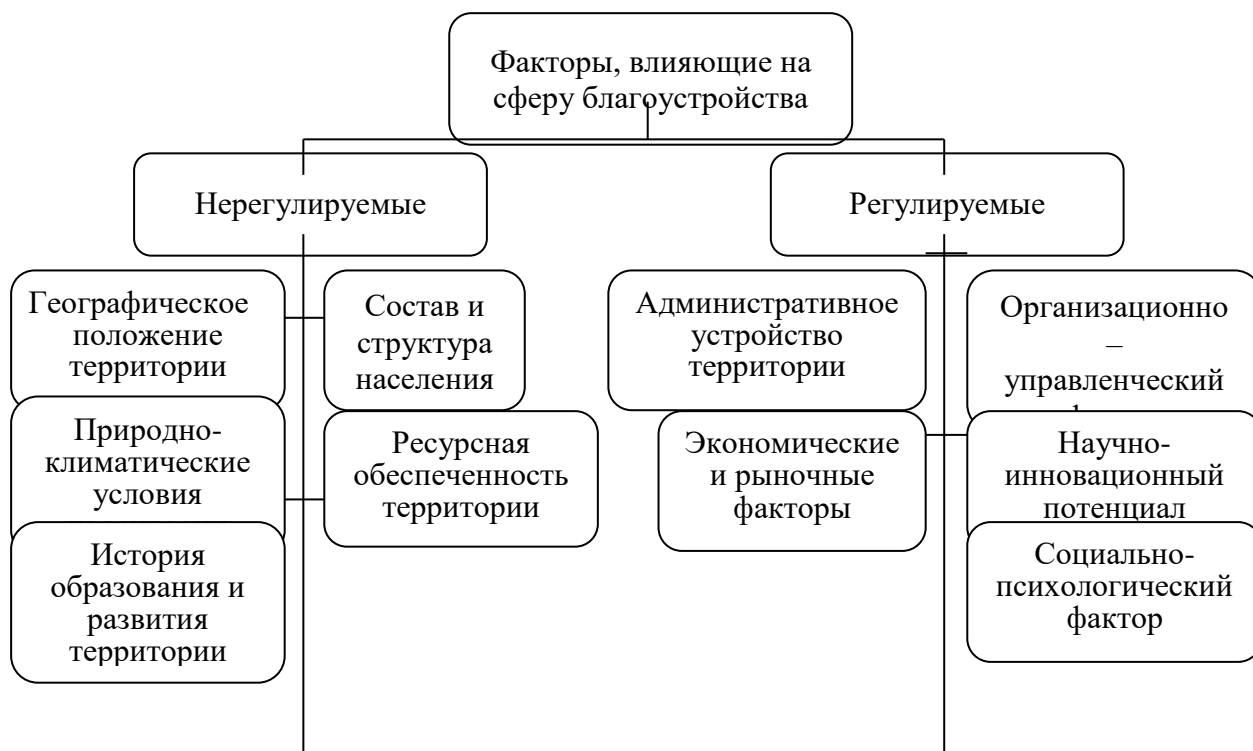 Факторы, влияющие на
сферу благоустройства
Нерегулируемые
Регулируемые
Географическое
положение
территории
Состав и
структура
населения
Административное
устройство
территории
Организационно
–
управленческий
Природно-
климатические
условия
Ресурсная
обеспеченность
территории
Экономические
и рыночные
факторы
Научно-
инновационный
потенциал
История
образования и
развития
территории
Социально-
психологический
фактор